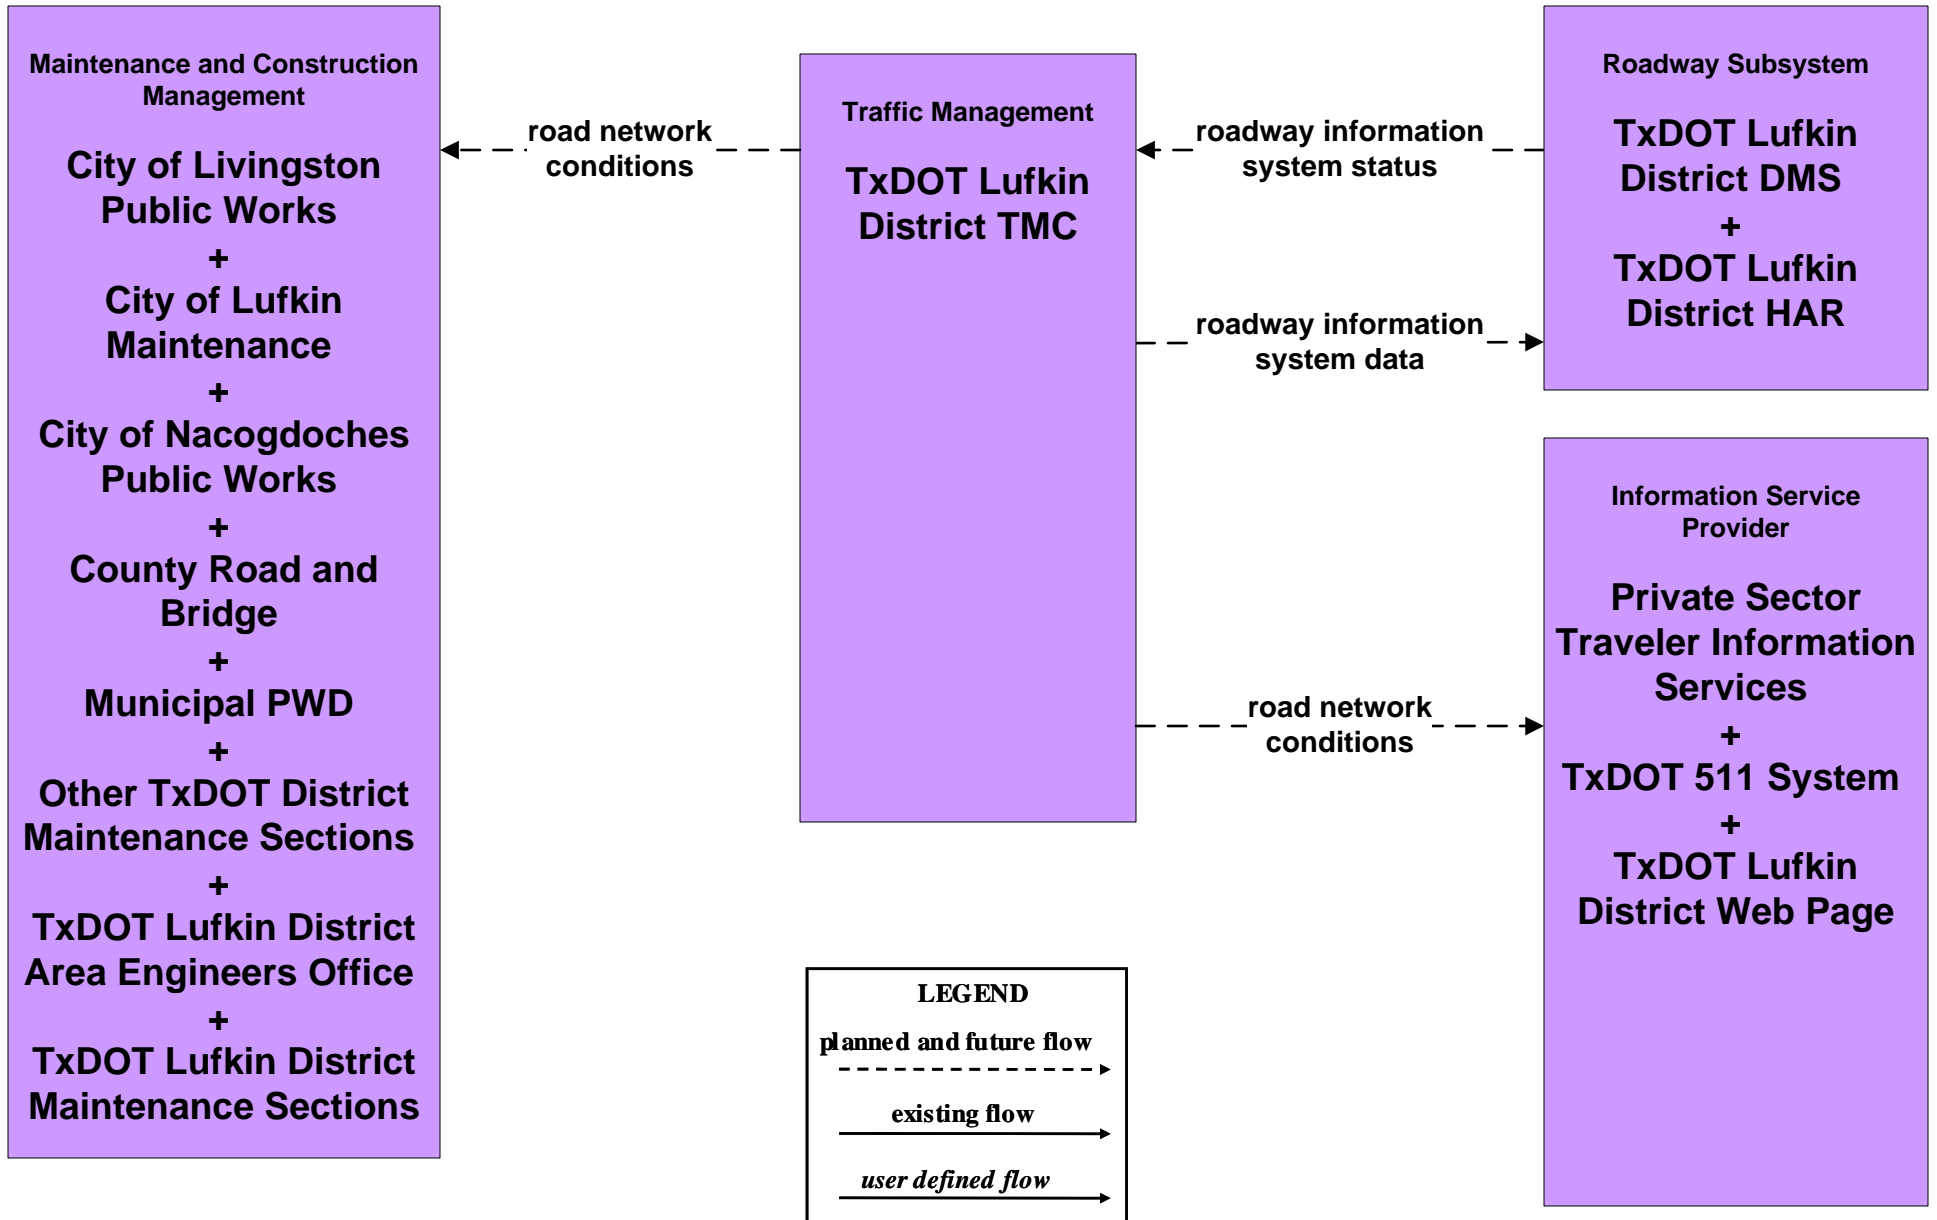 Maintenance and Construction
Management
City of Livingston
Public Works
+
City of Lufkin
Maintenance
+
City of Nacogdoches
Public Works
+
County Road and
Bridge
+
Municipal PWD
+
Other TxDOT District
Maintenance Sections
+
TxDOT Lufkin District
Area Engineers Office
+
TxDOT Lufkin District
Maintenance Sections
road network
conditions
Traffic Management
TxDOT Lufkin
District TMC
roadway information
system status
roadway information
system data
road network
conditions
Roadway Subsystem
TxDOT Lufkin
District DMS
+
TxDOT Lufkin
District HAR
Information Service
Provider
Private Sector
Traveler Information
Services
+
TxDOT 511 System
+
TxDOT Lufkin
District Web Page
LEGEND
planned and future flow
existing flow
user defined flow